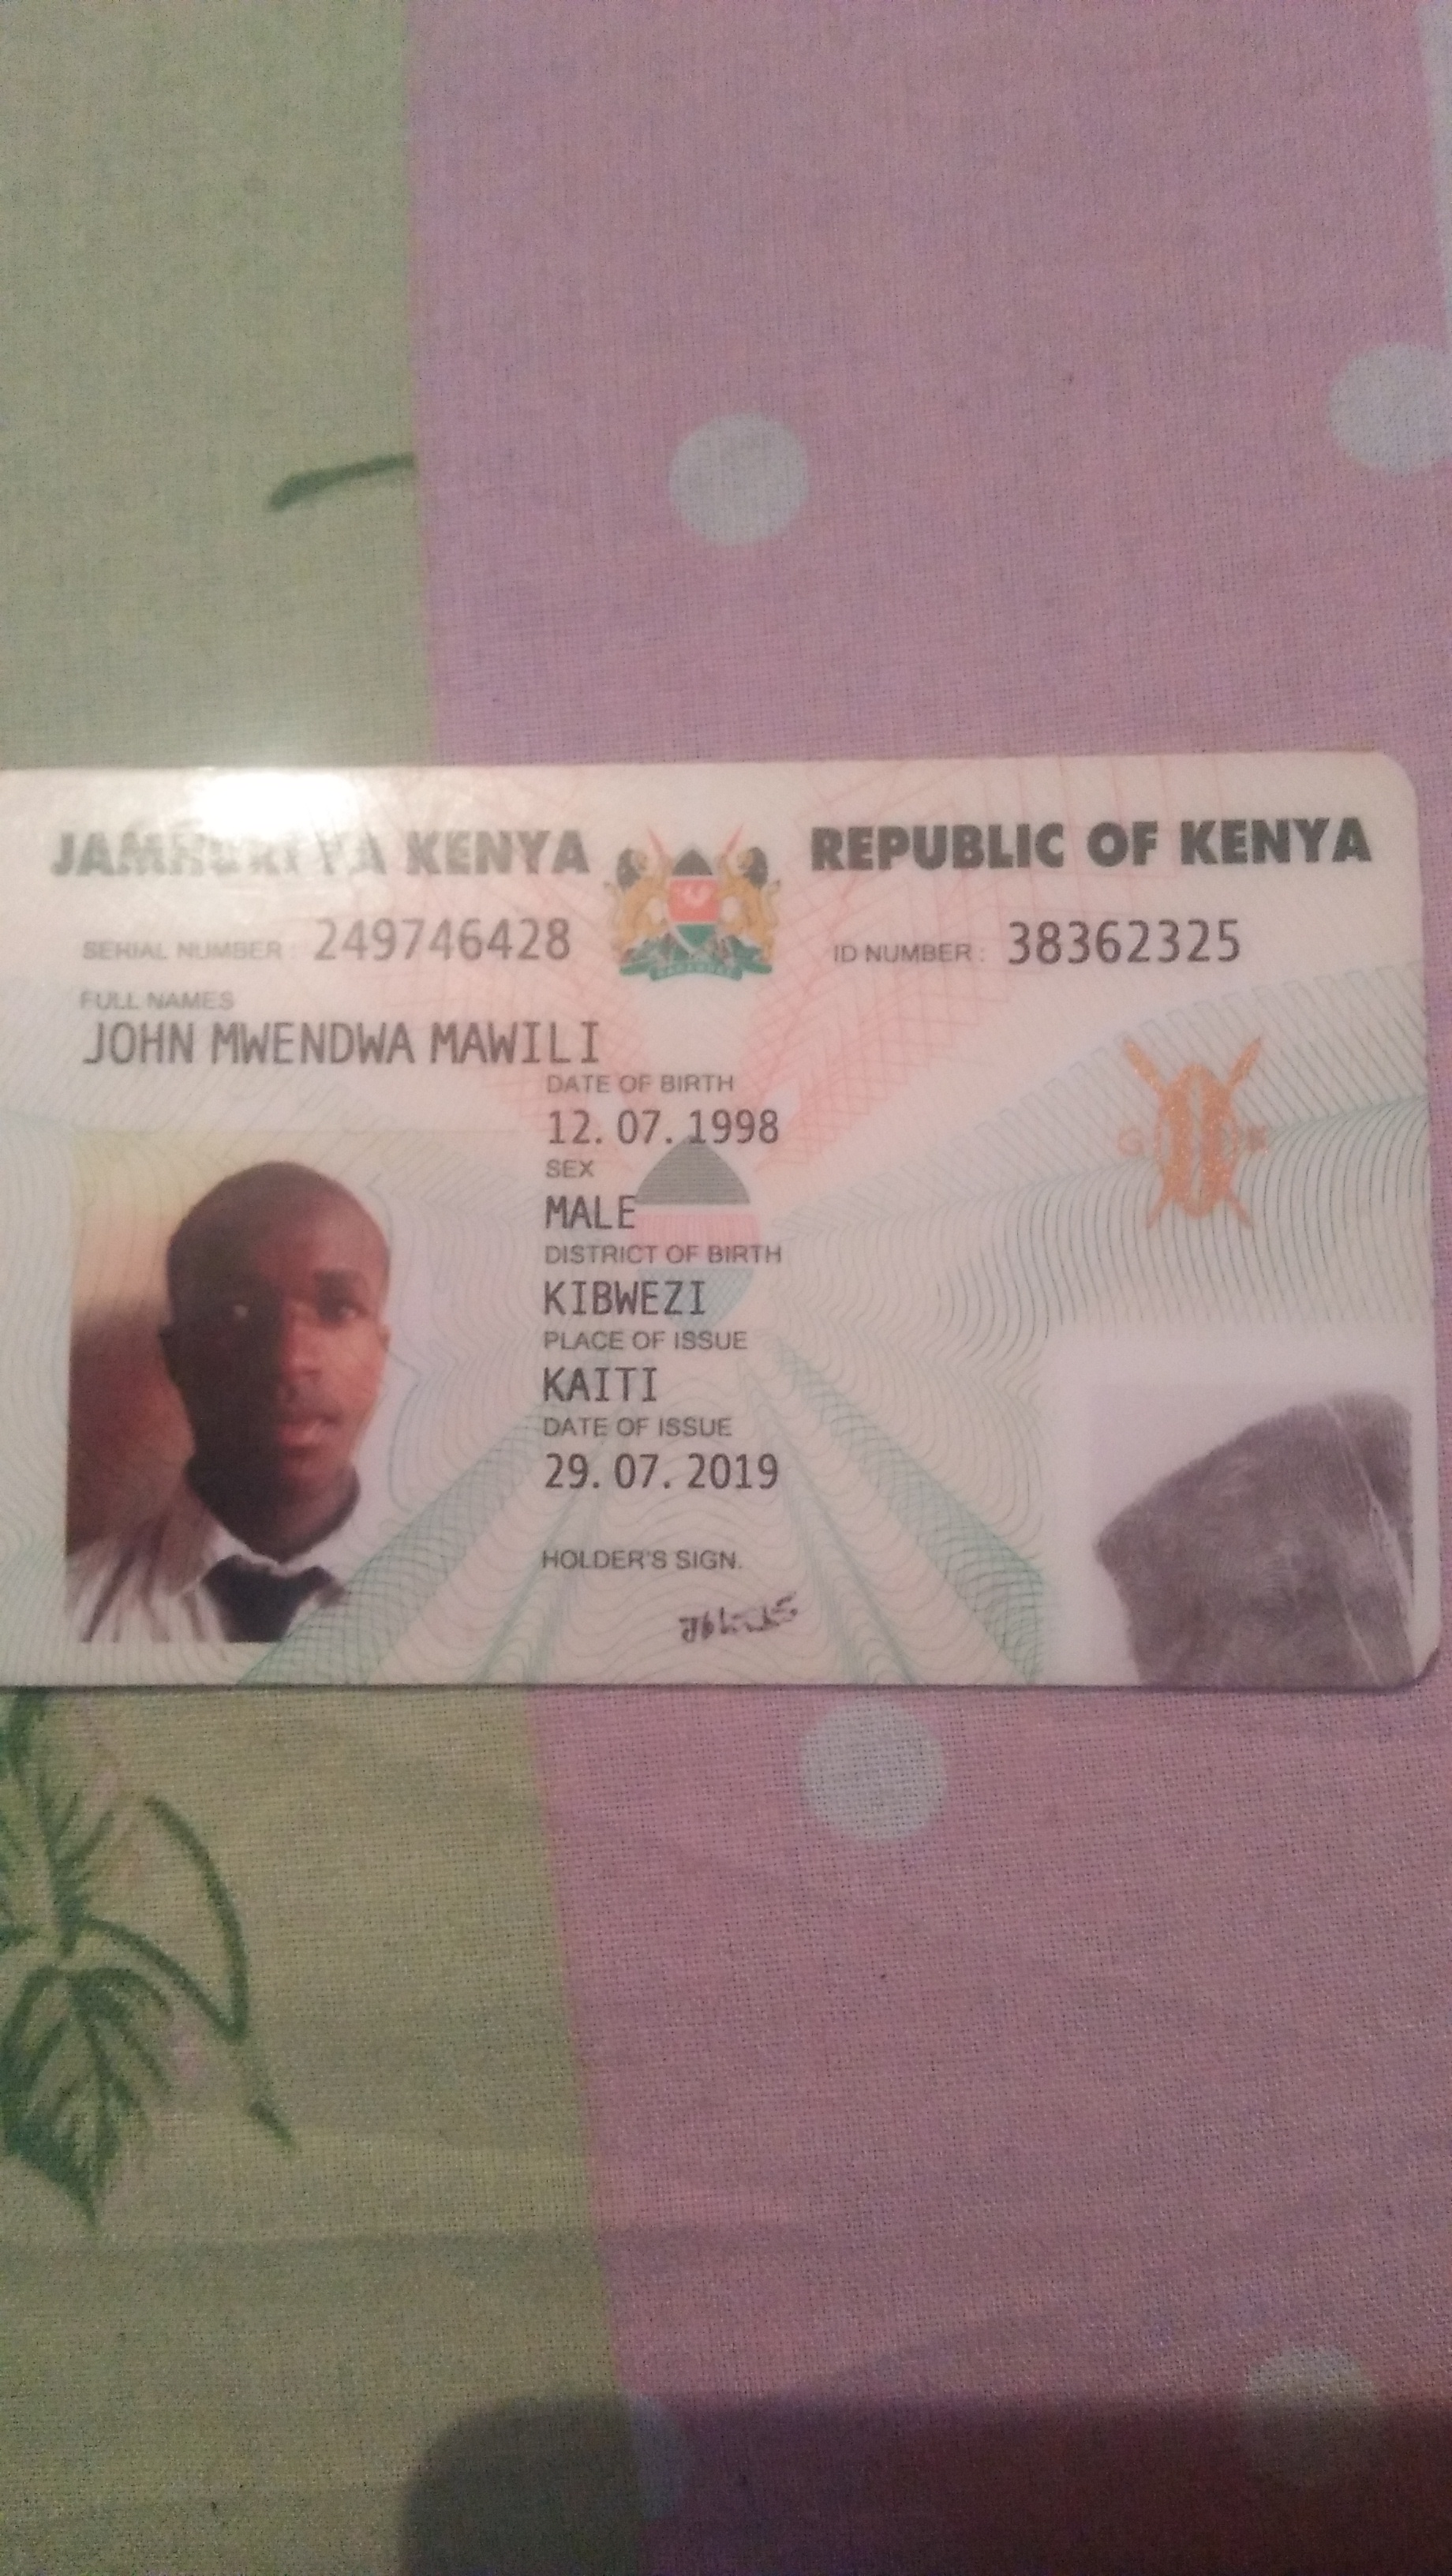 JAMHURI YA KENYA REPUBLIC OF KENYA
SERIAL NUMBER: 249746428 ID NUMBER: 38362325
FULL NAMES
JOHN MWENDWA MAWILI
DATE OF BIRTH
12. 07. 1998
SEX
MALE
DISTRICT OF BIRTH
KIBWEZI
PLACE OF ISSUE
KAITI
DATE OF ISSUE
29. 07. 2019
HOLDER'S SIGN.